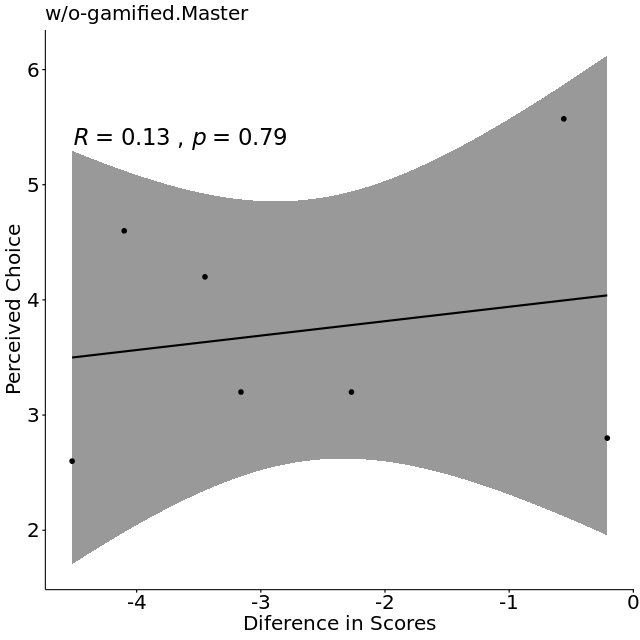 w/o-gamified.Master
6
R = 0.13 , p = 0.79
5
4
3
2
Perceived Choice
-4 -3 -2 -1 0
Diference in Scores